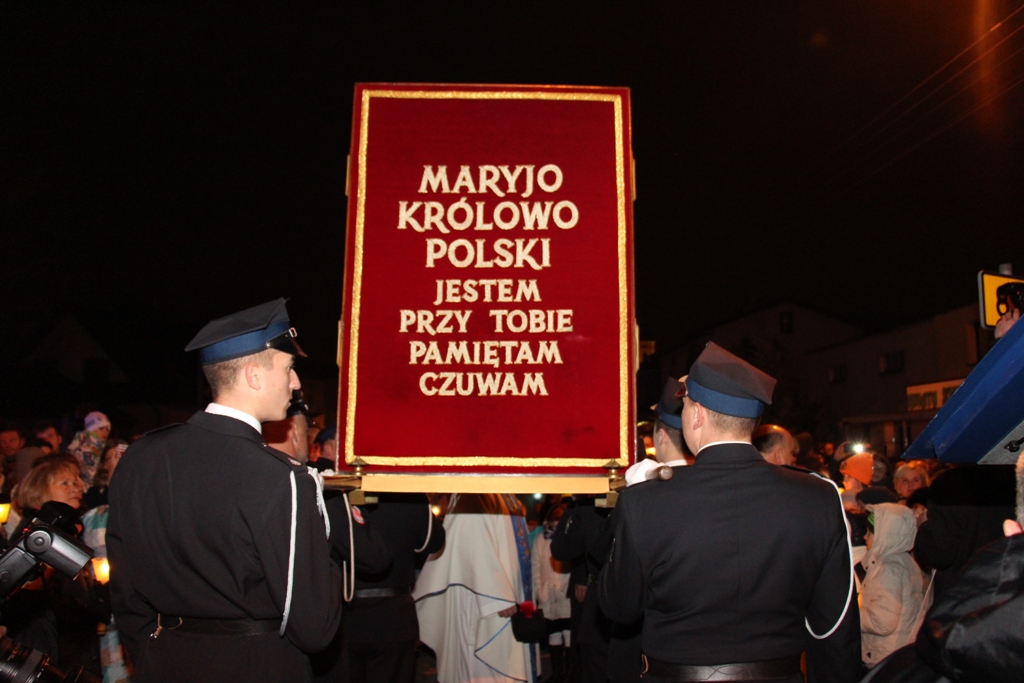 MARYJO
KRÓLOWO
POLSKI
JESTEM
PRZY TOBIE
PAMIĘTAM
CZUWAM